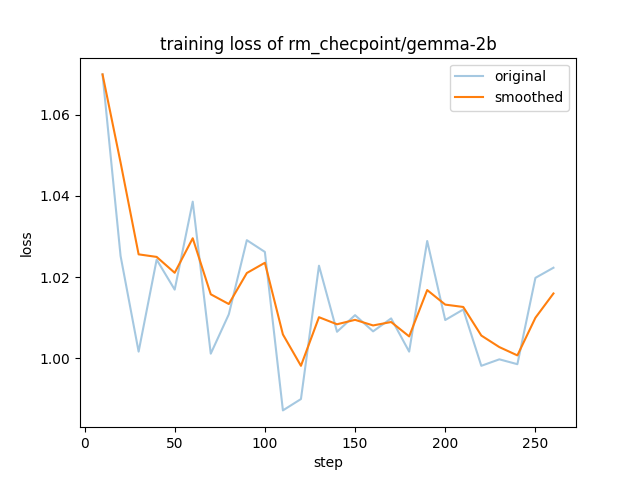 training loss of rm_checpoint/gemma-2b
original
smoothed
1.06
1.04
1.02
1.00
loss
0
50
100
150
200
250
step